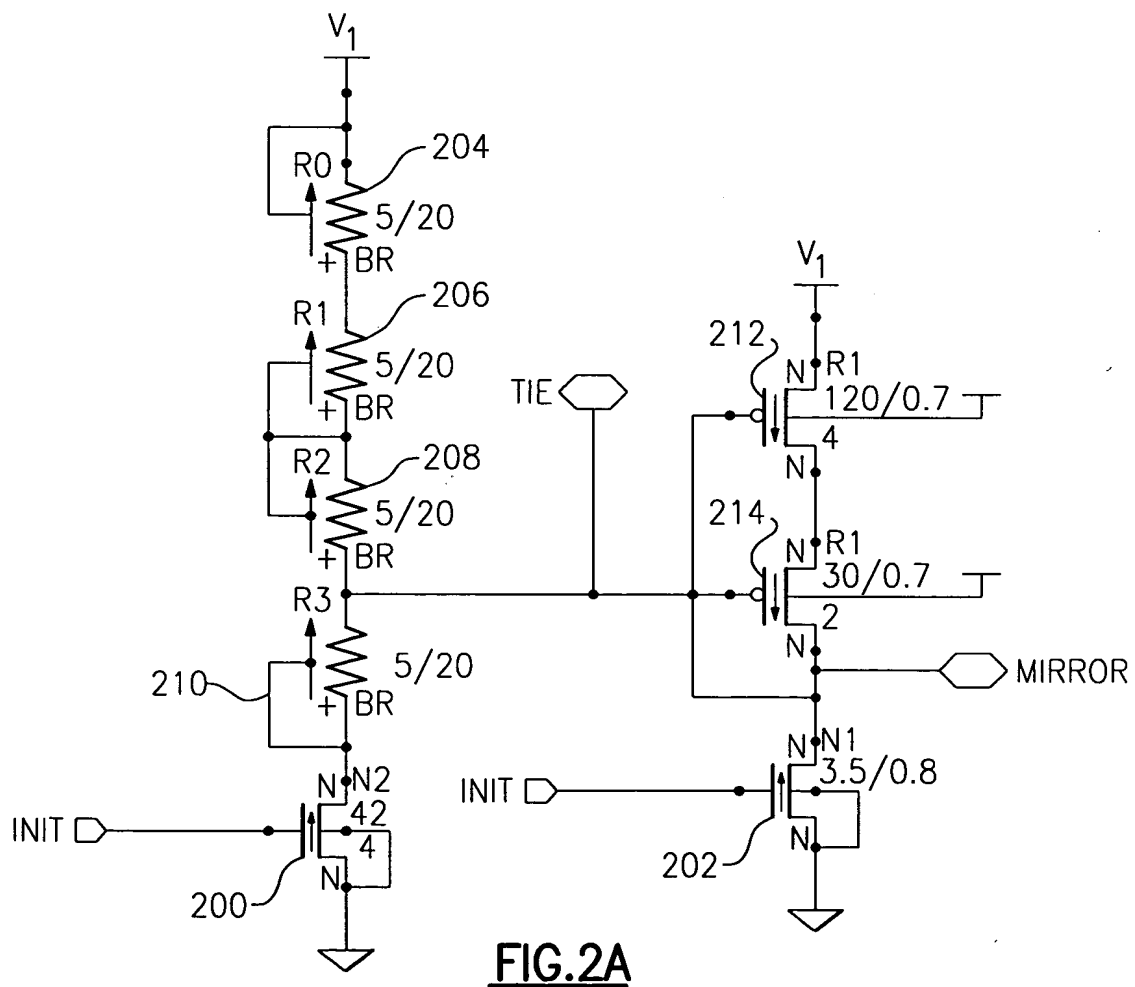 V1
R0
204
5/20
+ BR
R1
206
5/20
+ BR
R2
208
5/20
+ BR
R3
210
5/20
+ BR
N N2
42
4
INIT
N
200
TIE
V1
212
N R1
120/0.7
4
N
214
N R1
30/0.7
2
N
MIRROR
N N1
3.5/0.8
INIT
N
202
FIG.2A